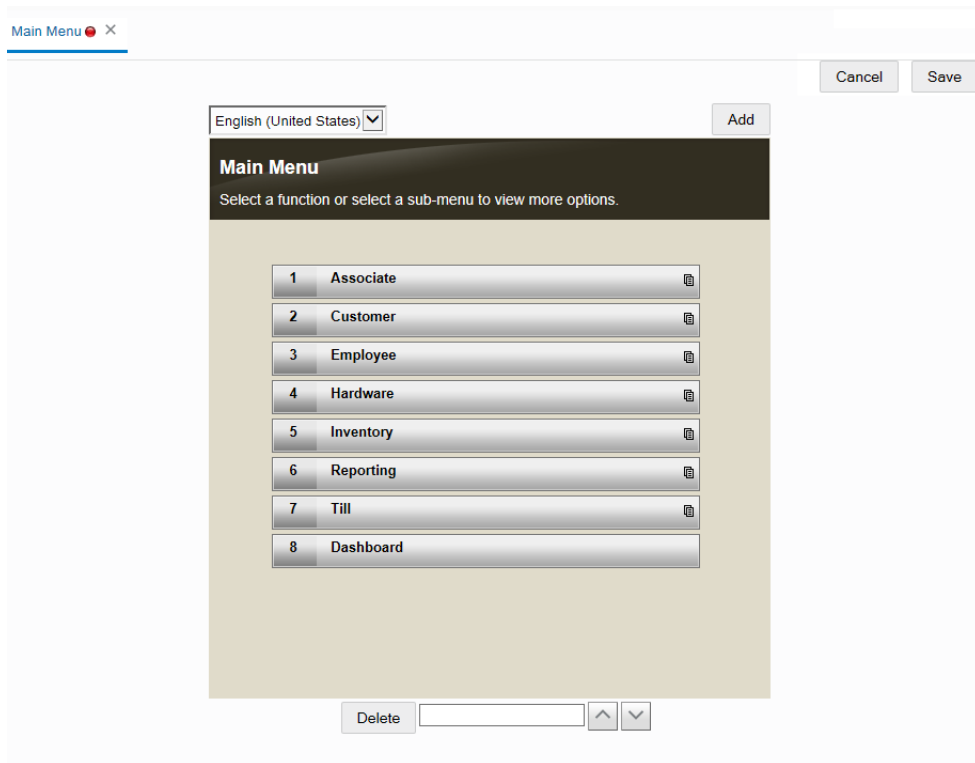 Main Menu
Cancel Save
English (United States) Add
Main Menu
Select a function or select a sub-menu to view more options.
1 Associate
2 Customer
3 Employee
4 Hardware
5 Inventory
6 Reporting
7 Till
8 Dashboard
Delete